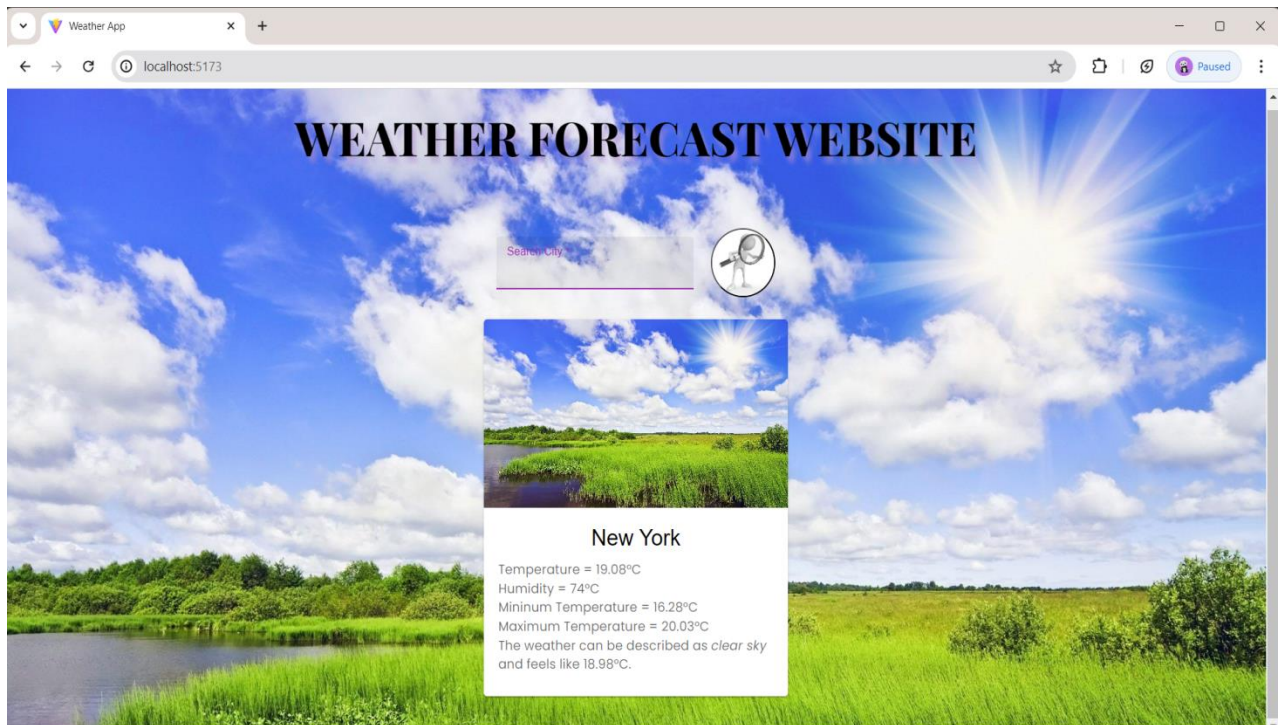 Weather App
localhost:5173
Paused
WEATHER FORECAST WEBSITE
Search City
New York
Temperature = 19.08°C
Humidity = 74°C
Mininum Temperature = 16.28°C
Maximum Temperature = 20.03°C
The weather can be described as clear sky
and feels like 18.98°C.